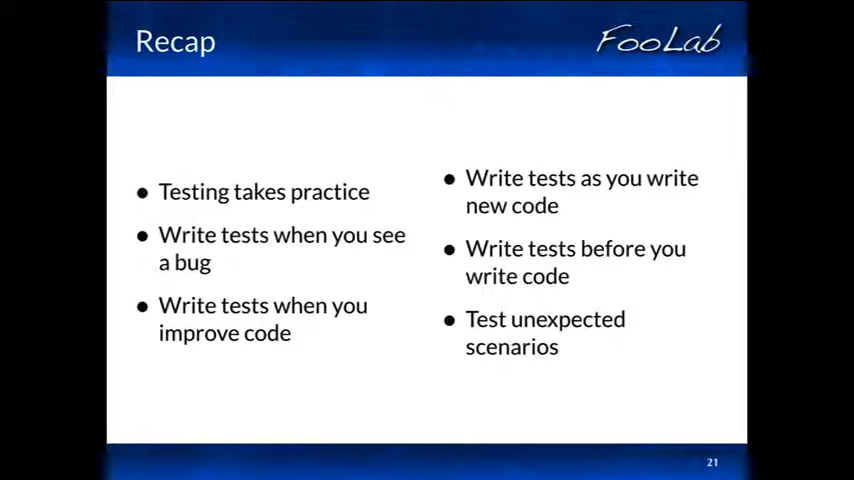 Recap
FooLab
● Testing takes practice
● Write tests when you see
a bug
● Write tests when you
improve code
● Write tests as you write
new code
● Write tests before you
write code
● Test unexpected
scenarios
21